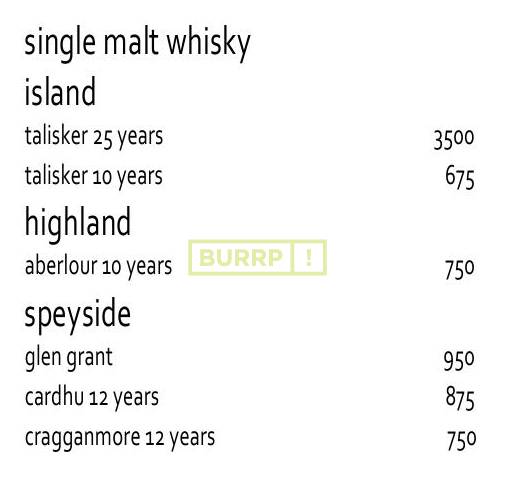 single malt whisky
island
talisker 25 years 3500
talisker 10 years 675
highland
aberlour 10 years 750
BURRP!
speyside
glen grant 950
cardhu 12 years 875
cragganmore 12 years 750